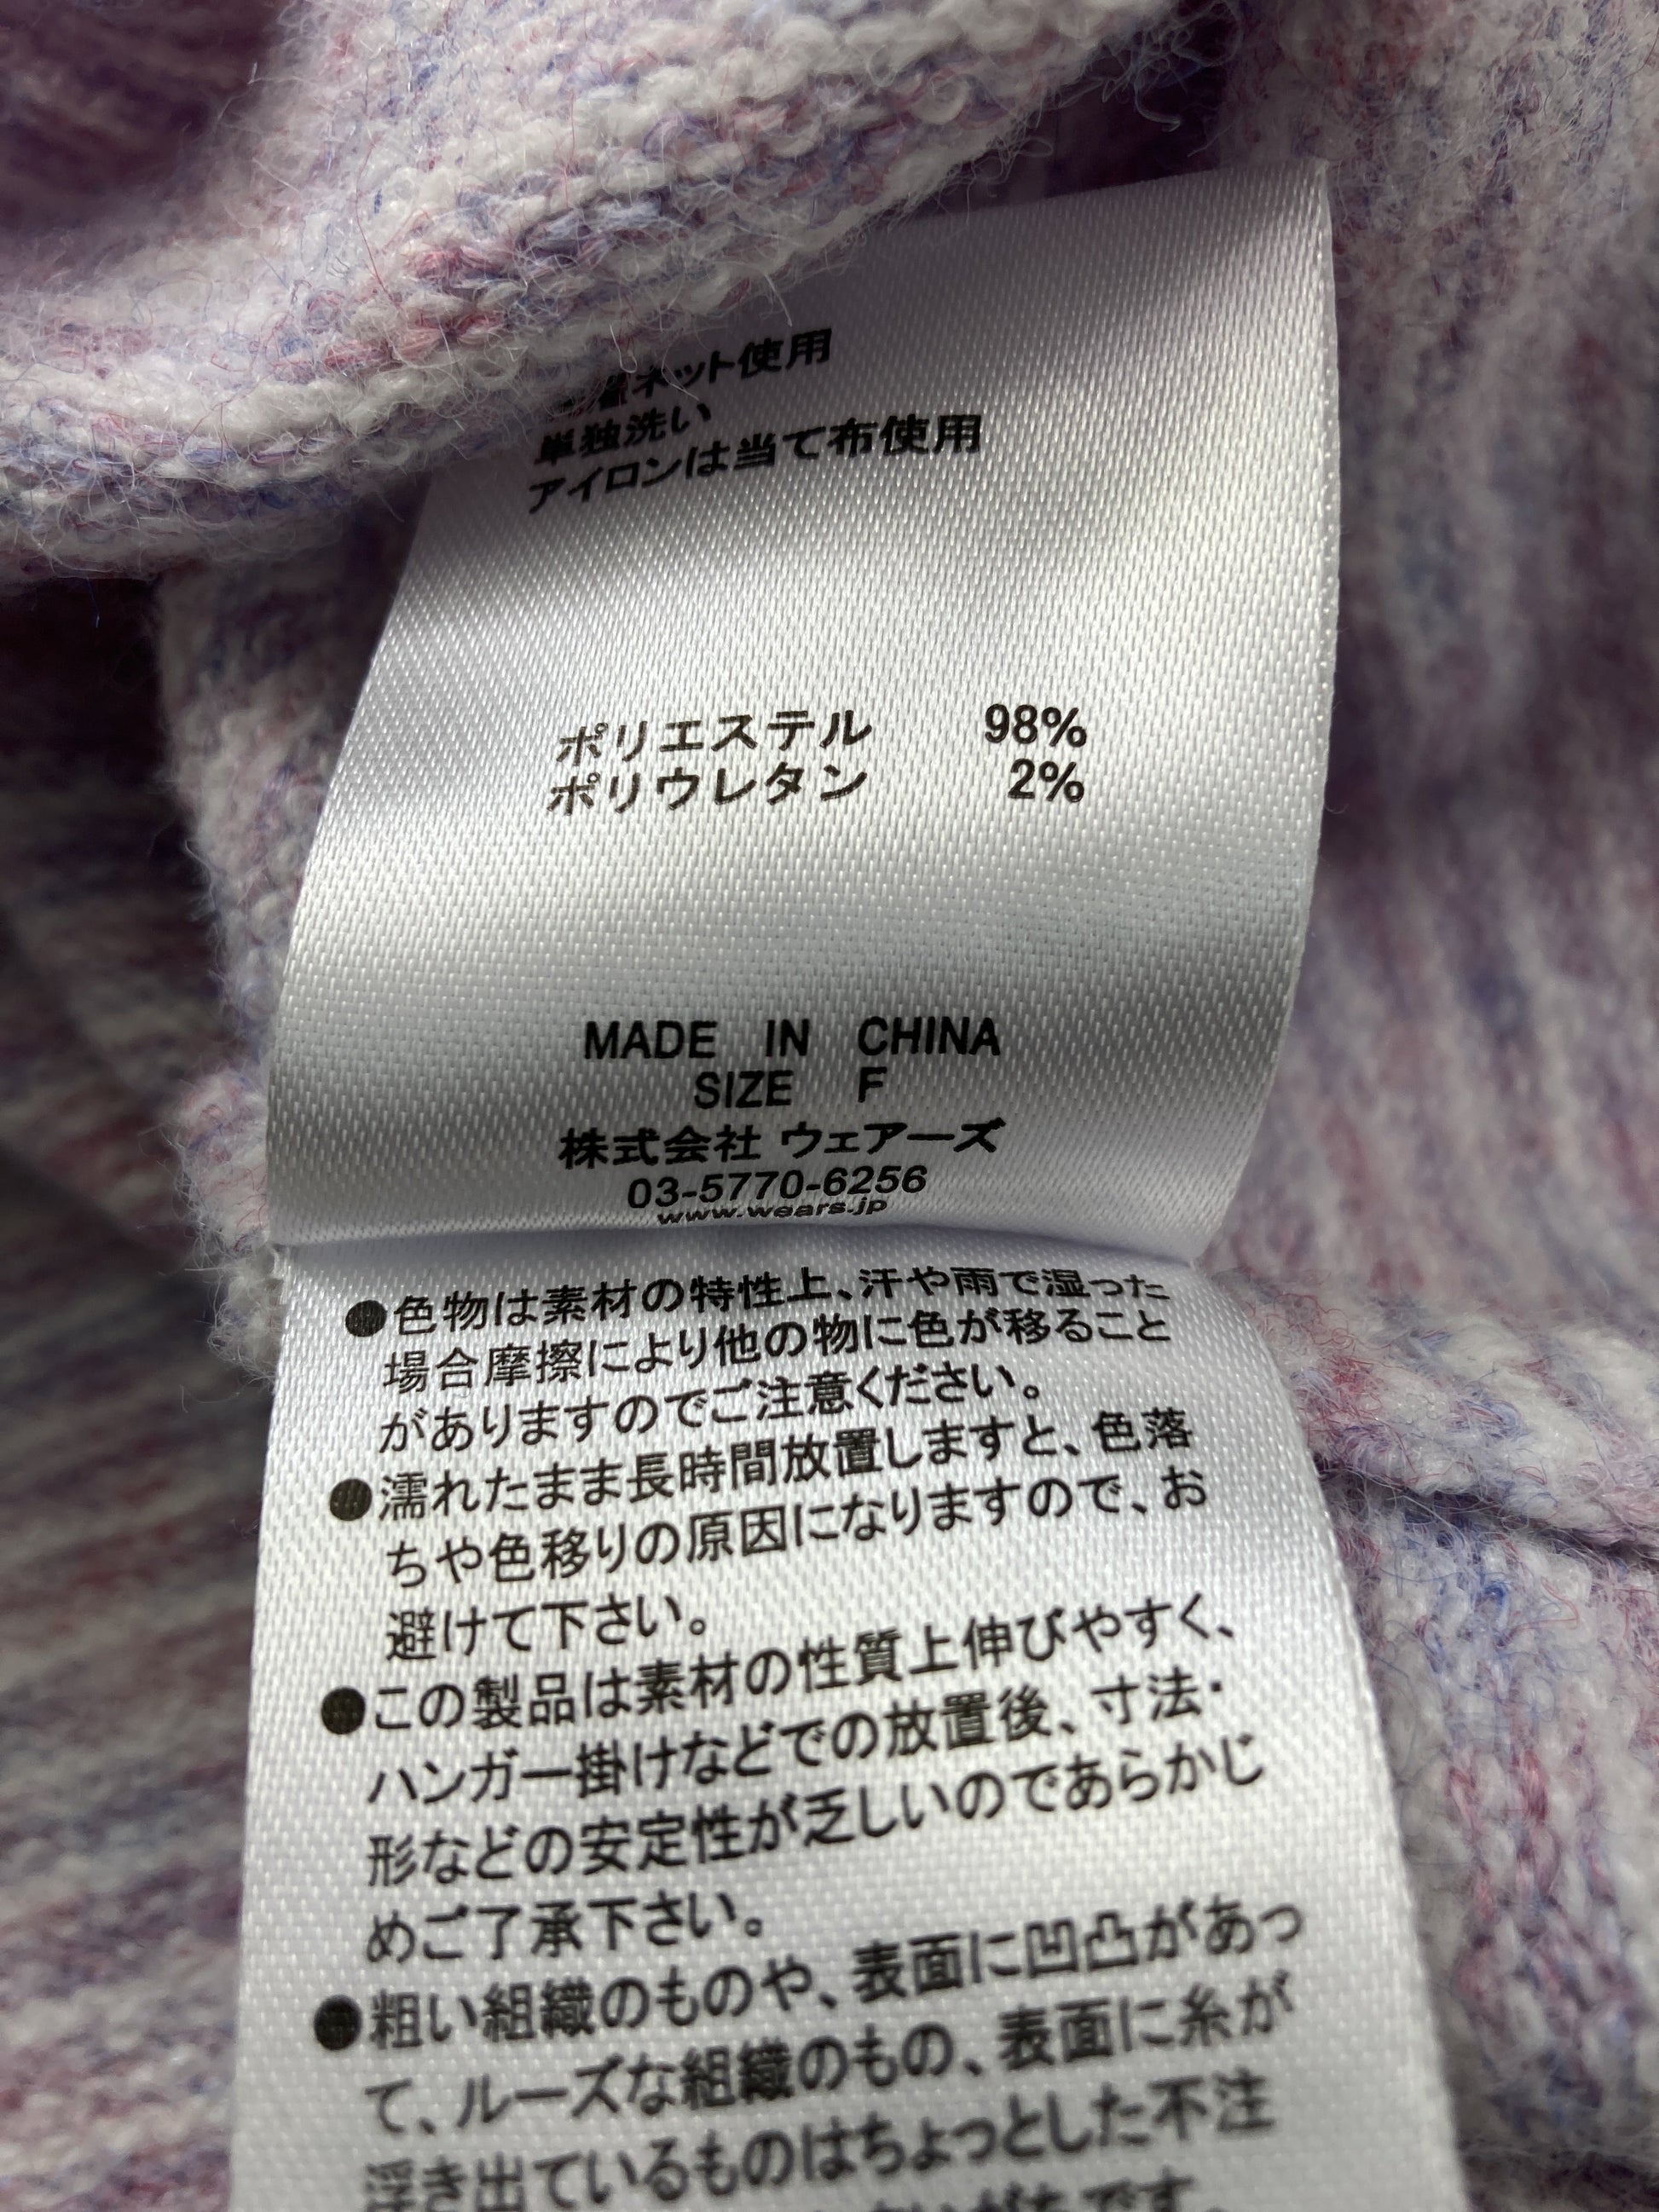 ネット使用
単独洗い
アイロンは当て布使用
ポリエステル 98%
ポリウレタン 2%
MADE IN CHINA
SIZE F
株式会社 ウェアーズ
03-5770-6256
www.wears.jp
●色物は素材の特性上、汗や雨で湿った
場合摩擦により他の物に色が移ること
がありますのでご注意ください。
●濡れたまま長時間放置しますと、色落
ちや色移りの原因になりますので、お
避けて下さい。
●この製品は素材の性質上伸びやすく、
ハンガー掛けなどでの放置後、寸法・
形などの安定性が乏しいのであらかじ
めご了承下さい。
●粗い組織のものや、表面に凹凸があっ
て、ルーズな組織のもの、表面に糸が
浮き出ているものはちょっとした不注